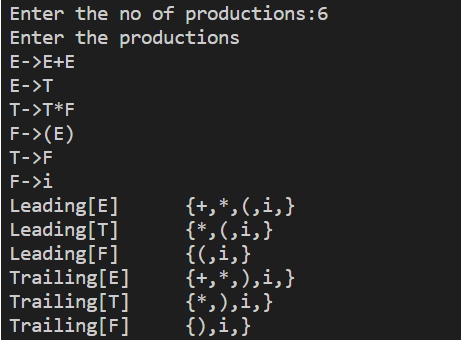 Enter the no of productions:6
Enter the productions
E->E+E
E->T
T->T*F
F->(E)
T->F
F->i
Leading[E]      {+,*,(,i,}
Leading[T]      {*,(,i,}
Leading[F]      {(,i,}
Trailing[E]     {+,*,),i,}
Trailing[T]     {*,),i,}
Trailing[F]     {),i,}